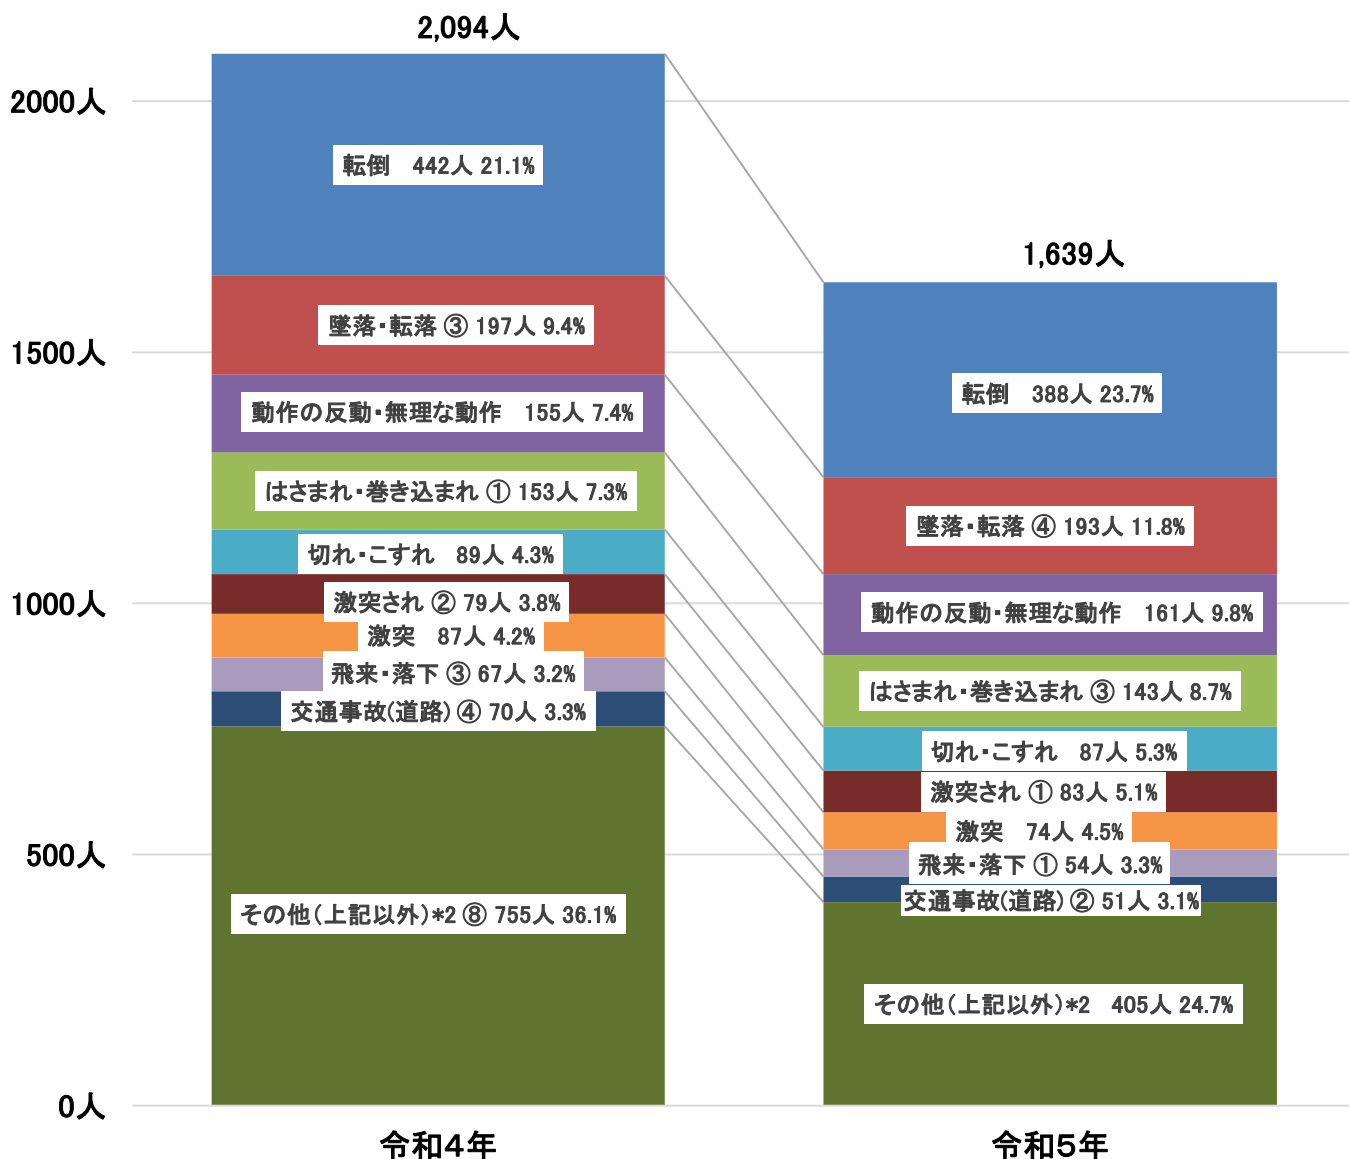 2,094人
2000人
転倒　442人 21.1%
1,639人
墜落・転落 ③ 197人 9.4%
1500人
転倒　388人 23.7%
動作の反動・無理な動作　155人 7.4%
はさまれ・巻き込まれ ① 153人 7.3%
墜落・転落 ④ 193人 11.8%
切れ・こすれ　89人 4.3%
1000人
激突され ② 79人 3.8%
動作の反動・無理な動作　161人 9.8%
激突　87人 4.2%
飛来・落下 ③ 67人 3.2%
はさまれ・巻き込まれ ③ 143人 8.7%
交通事故(道路) ④ 70人 3.3%
切れ・こすれ　87人 5.3%
激突され ① 83人 5.1%
激突　74人 4.5%
500人
飛来・落下 ① 54人 3.3%
交通事故(道路) ② 51人 3.1%
その他（上記以外）*2 ⑧ 755人 36.1%
その他（上記以外）*2　405人 24.7%
0人
令和4年
令和5年